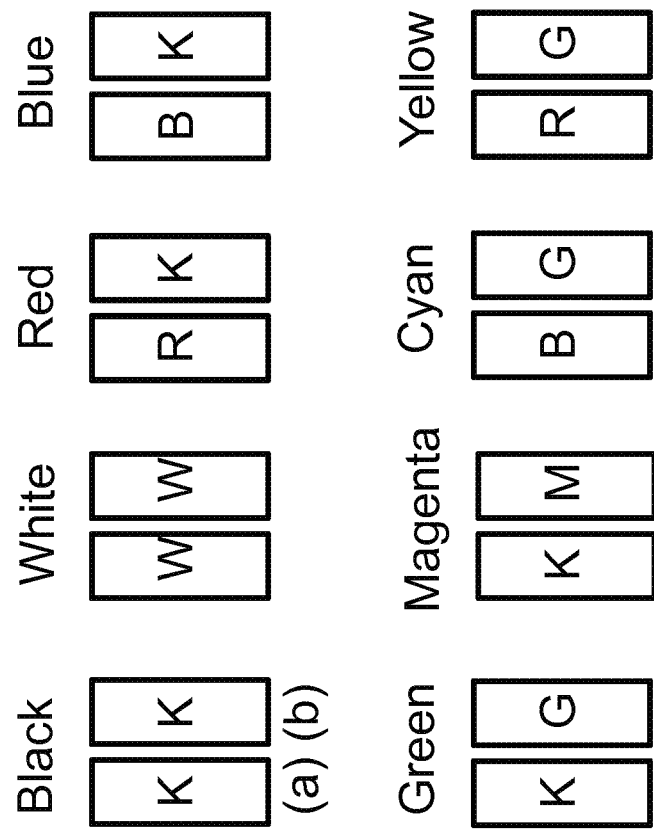 Black White Red Blue
K K W W R K B K
(a) (b)
Green Magenta Cyan Yellow
K G K M B G R G